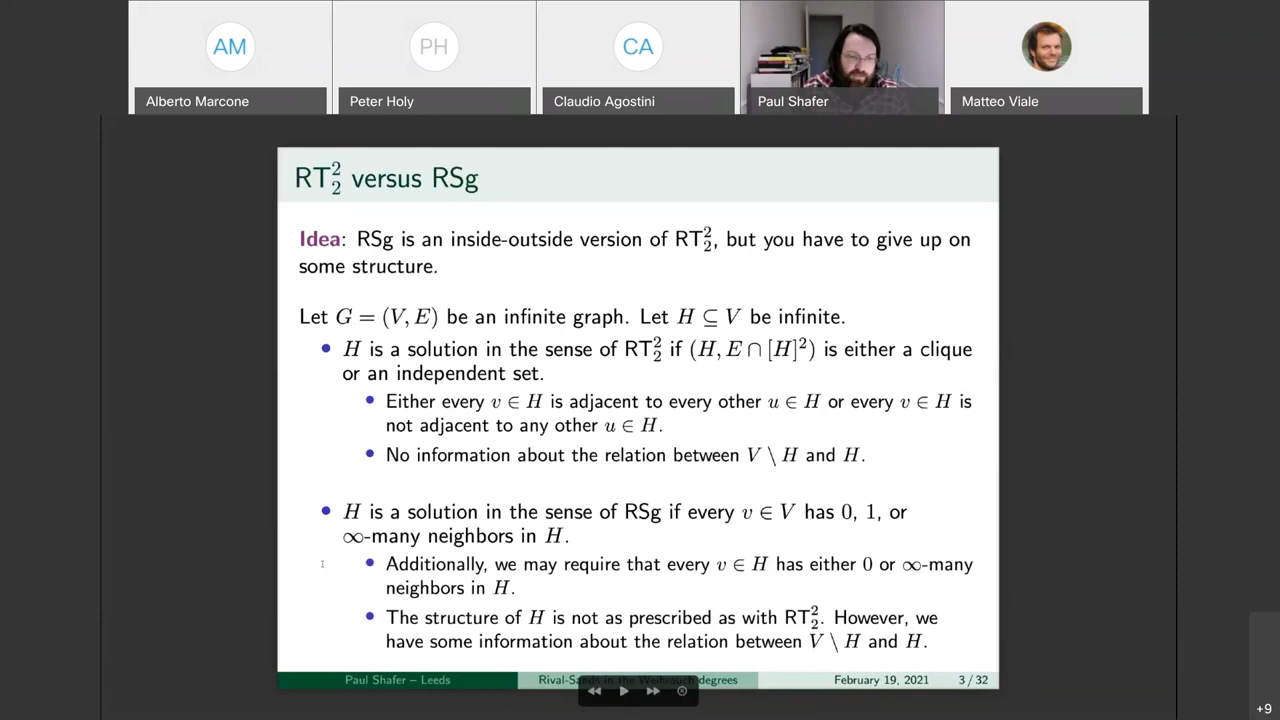 AM
PH
CA
Alberto Marcone
Peter Holy
Claudio Agostini
Paul Shafer
Matteo Viale
RT₂² versus RSg
Idea: RSg is an inside-outside version of RT₂², but you have to give up on
some structure.
Let G = (V, E) be an infinite graph. Let H ⊆ V be infinite.
• H is a solution in the sense of RT₂² if (H, E ∩ [H]²) is either a clique
or an independent set.
• Either every v ∈ H is adjacent to every other u ∈ H or every v ∈ H is
not adjacent to any other u ∈ H.
• No information about the relation between V \ H and H.
• H is a solution in the sense of RSg if every v ∈ V has 0, 1, or
∞-many neighbors in H.
• Additionally, we may require that every v ∈ H has either 0 or ∞-many
neighbors in H.
• The structure of H is not as prescribed as with RT₂². However, we
have some information about the relation between V \ H and H.
Paul Shafer – Leeds
Rival-Sands in the Weihrauch degrees
February 19, 2021
3 / 32
+9